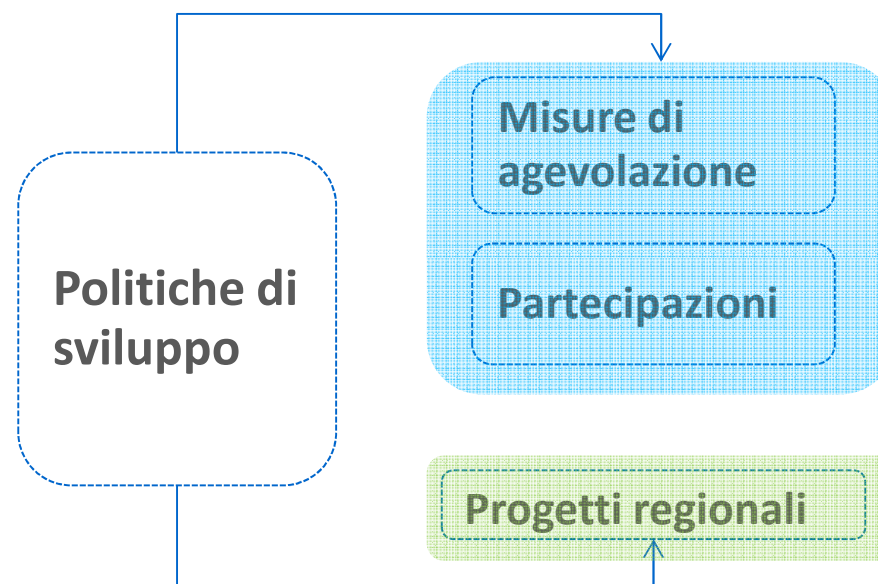 Misure di
agevolazione
Politiche di
sviluppo
Partecipazioni
Progetti regionali